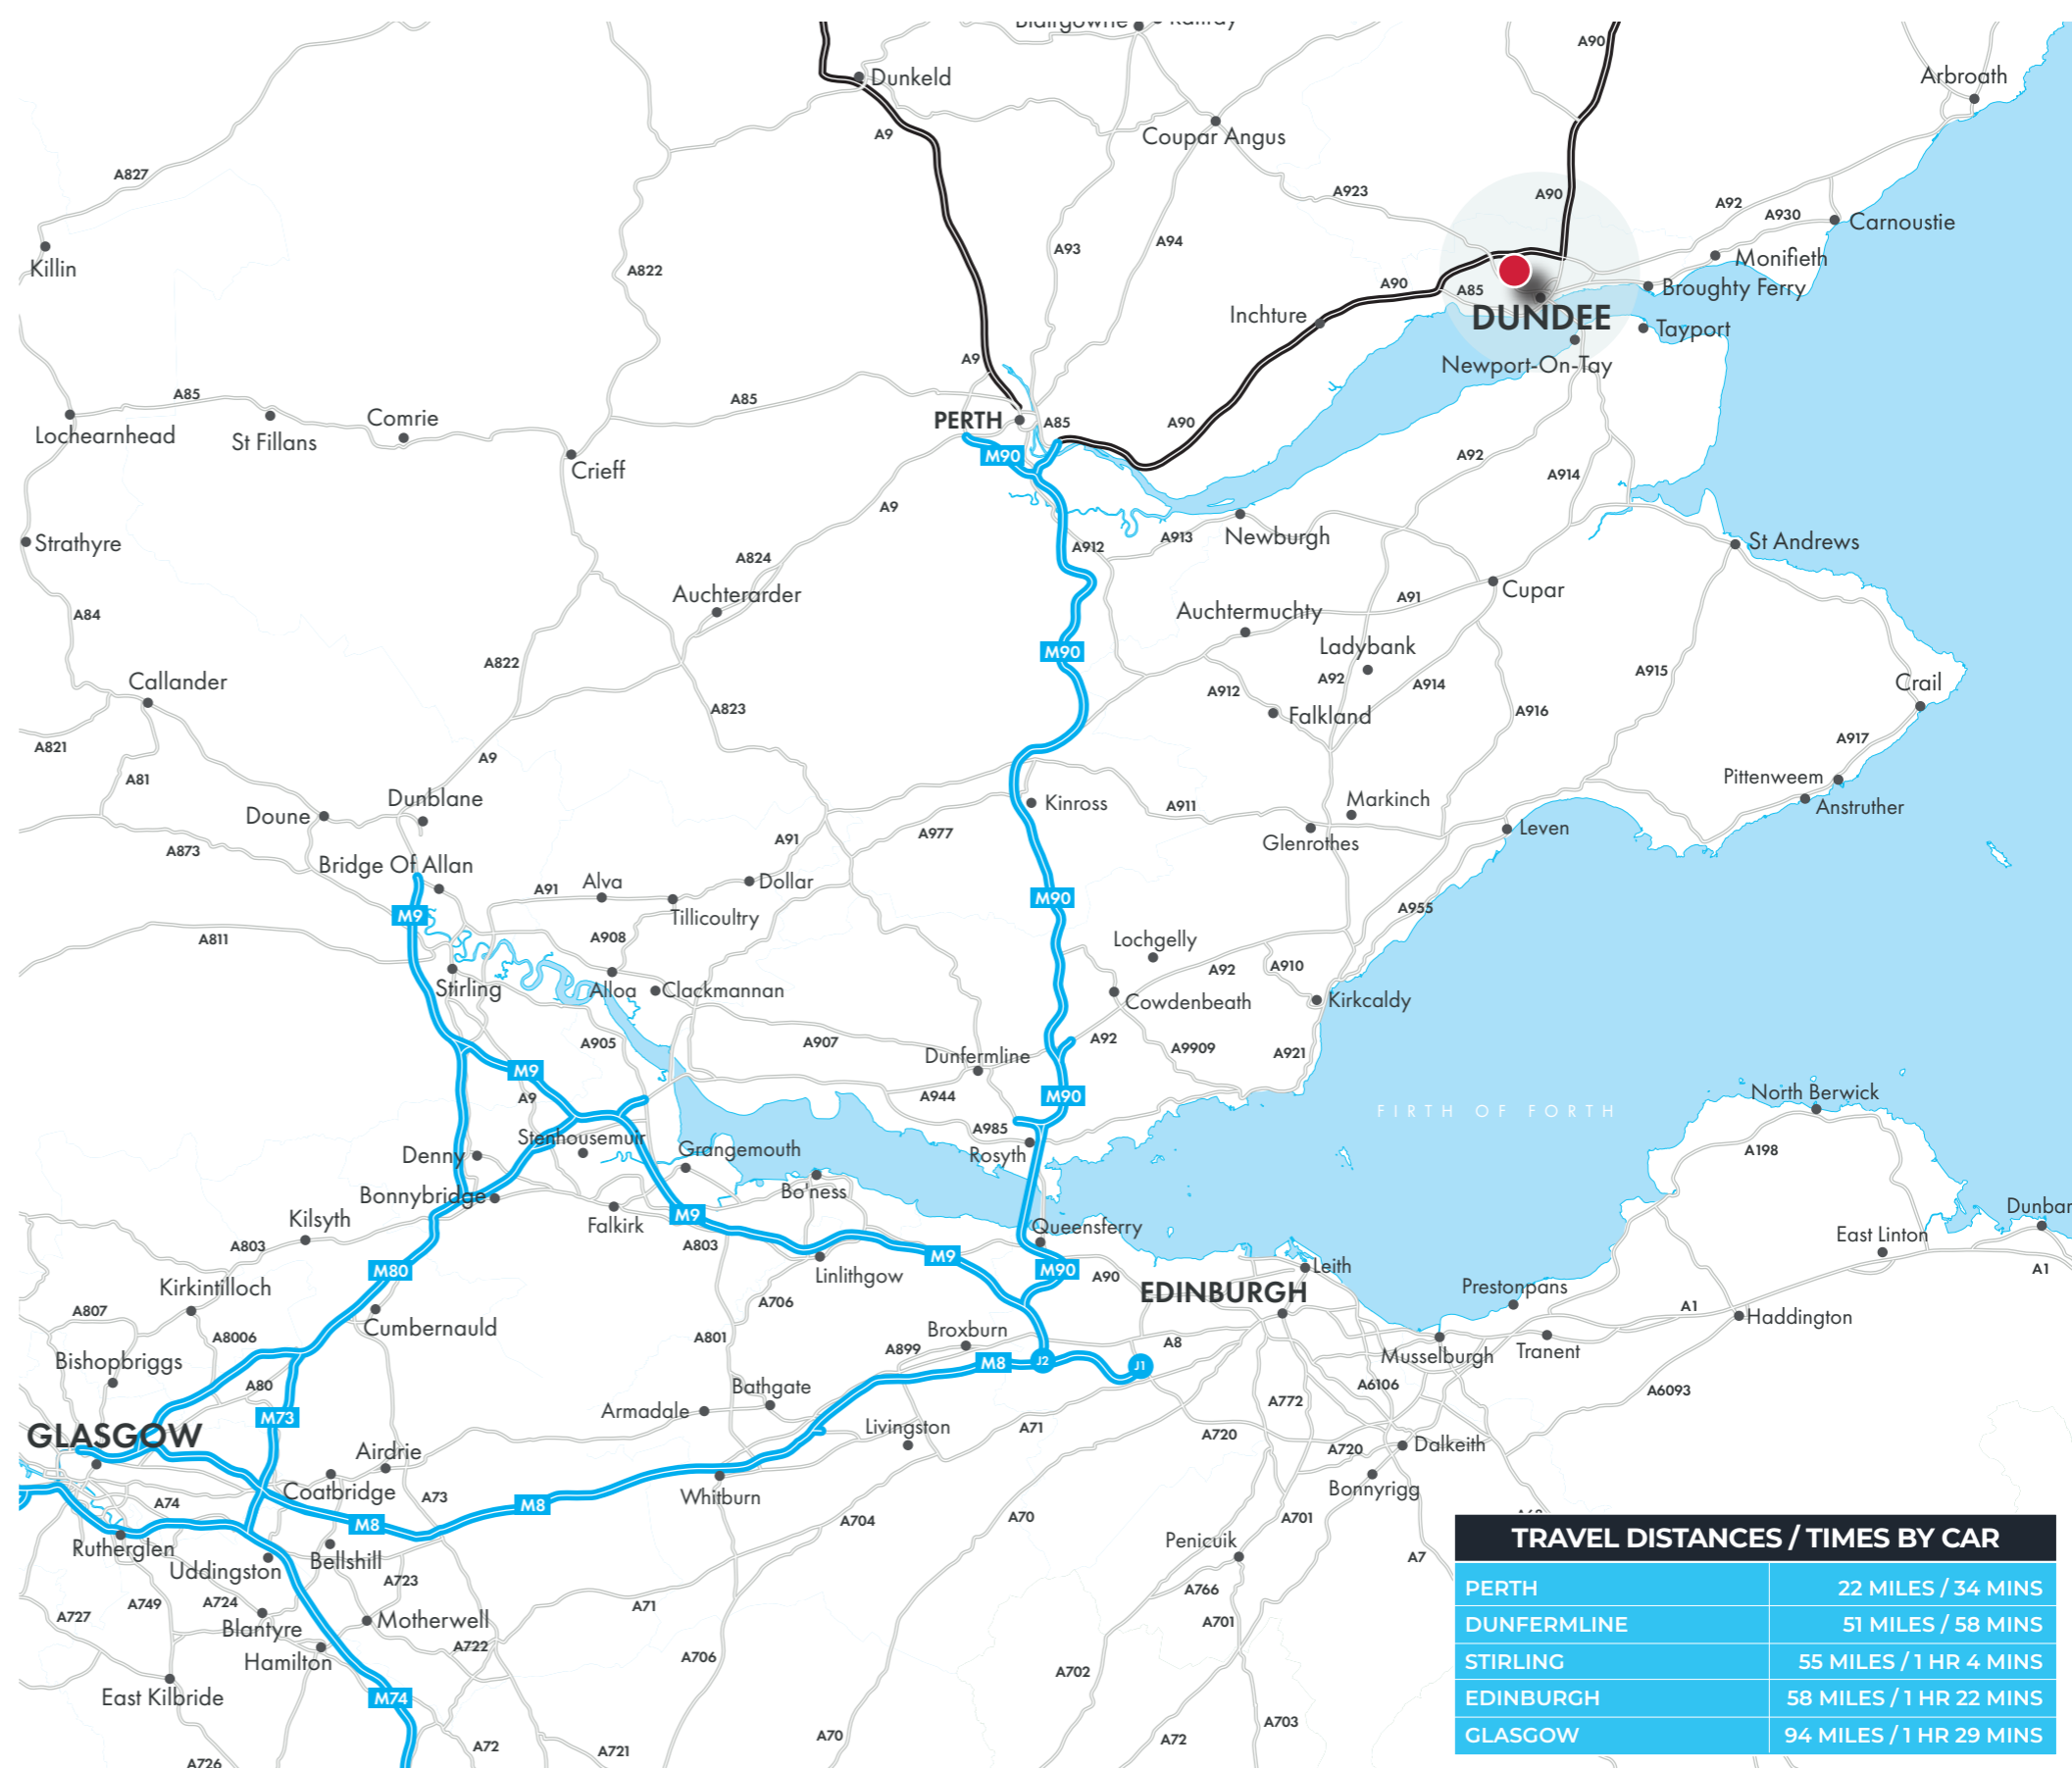 A90
Dunkeld
Arbroath
A9
Coupar Angus
A827
A923
A90
A92
A930
Carnoustie
Killin
A822
A93
A94
Monifieth
A90
A85
Broughty Ferry
Inchture
DUNDEE
Tayport
A9
Newport-On-Tay
A85
A85
Comrie
PERTH
A85
A90
Lochearnhead
St Fillans
M90
Crieff
A92
A914
A9
Strathyre
A824
A912
A913
Newburgh
St Andrews
Auchterarder
A91
Cupar
A84
Auchtermuchty
M90
Ladybank
A822
A915
Callander
A912
A92
A914
Crail
A823
Falkland
A916
A821
A9
A917
A81
Pittenweem
Doune
Dunblane
Kinross
A911
Markinch
Anstruther
A873
A91
A977
Glenrothes
Leven
Bridge Of Allan
A91
Alva
Dollar
M90
M9
Tillicoultry
A955
A811
A908
Lochgelly
A92
A910
Stirling
Alloa
Clackmannan
Cowdenbeath
Kirkcaldy
A905
A907
Dunfermline
A92
A9909
A921
M9
A9
A944
M90
North Berwick
FIRTH OF FORTH
Stenhousemuir
A985
Denny
Grangemouth
Rosyth
A198
Bonnybridge
Bo'ness
Kilsyth
Falkirk
M9
Queensferry
Dunbar
A803
A803
M9
East Linton
M80
Linlithgow
M90
A90
Leith
A1
Kirkintilloch
EDINBURGH
Prestonpans
A807
A706
A1
Haddington
A8006
Cumbernauld
A801
Broxburn
A8
Bishopbriggs
A899
M8
J2
J1
Musselburgh
Tranent
A80
Bathgate
A6106
A6093
M73
Armadale
A772
GLASGOW
Livingston
A71
A720
A720
Dalkeith
Airdrie
Coatbridge
A73
Whitburn
Bonnyrigg
A74
M8
M8
A704
A70
A701
Rutherglen
Bellshill
Penicuik
A7
Uddington
A723
A766
A727
A749
A724
A71
A701
Blantyre
Motherwell
Hamilton
A722
A706
A702
East Kilbride
M74
A703
A72
A721
A70
A72
A726
TRAVEL DISTANCES / TIMES BY CAR
PERTH 22 MILES / 34 MINS
DUNFERMLINE 51 MILES / 58 MINS
STIRLING 55 MILES / 1 HR 4 MINS
EDINBURGH 58 MILES / 1 HR 22 MINS
GLASGOW 94 MILES / 1 HR 29 MINS